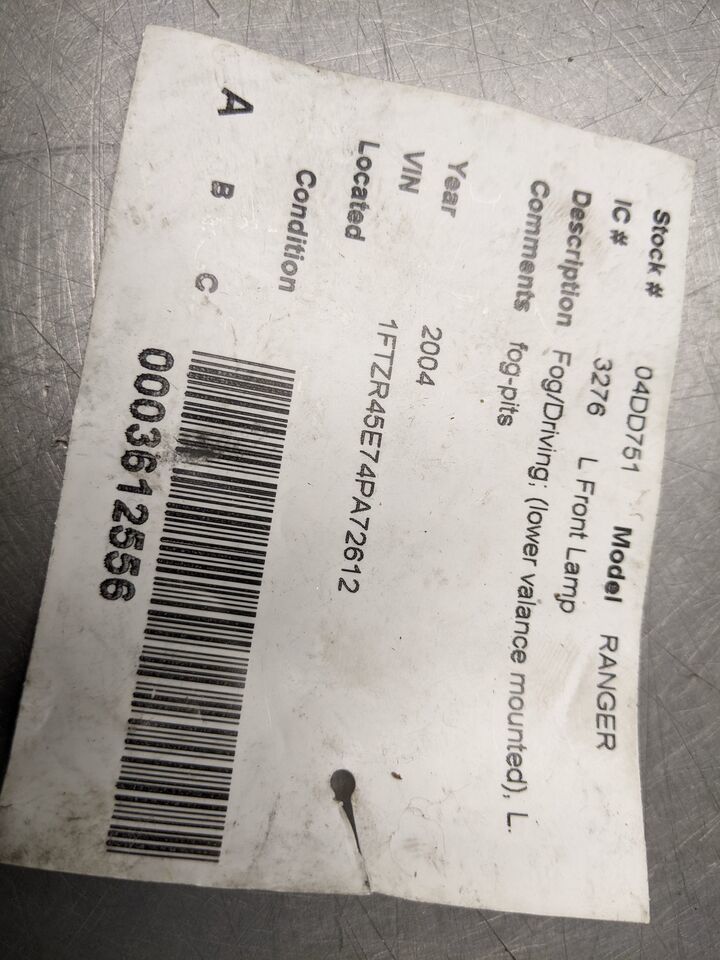 Stock # 04DD751 Model RANGER
IC # 3276 L Front Lamp
Description Fog/Driving; (lower valance mounted), L.
Comments fog-pits
Year 2004
VIN 1FTZR45E74PA72612
Located
Condition
A B C
0003612556